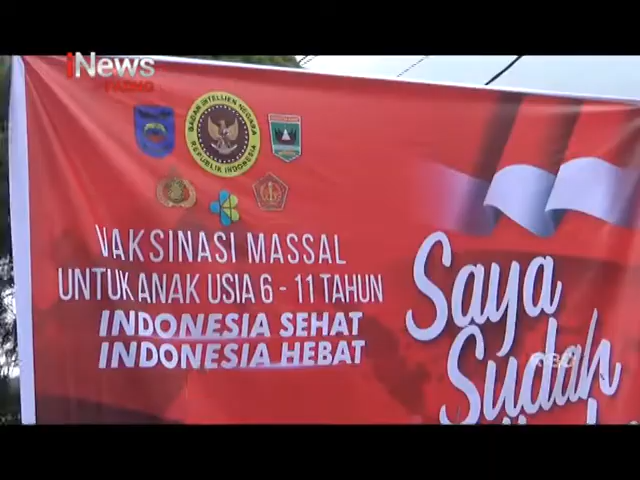 iNews
PADANG
BADAN INTELIJEN NEGARA
REPUBLIK INDONESIA
VAKSINASI MASSAL
UNTUK ANAK USIA 6 - 11 TAHUN
INDONESIA SEHAT
INDONESIA HEBAT
Saya
Sudah